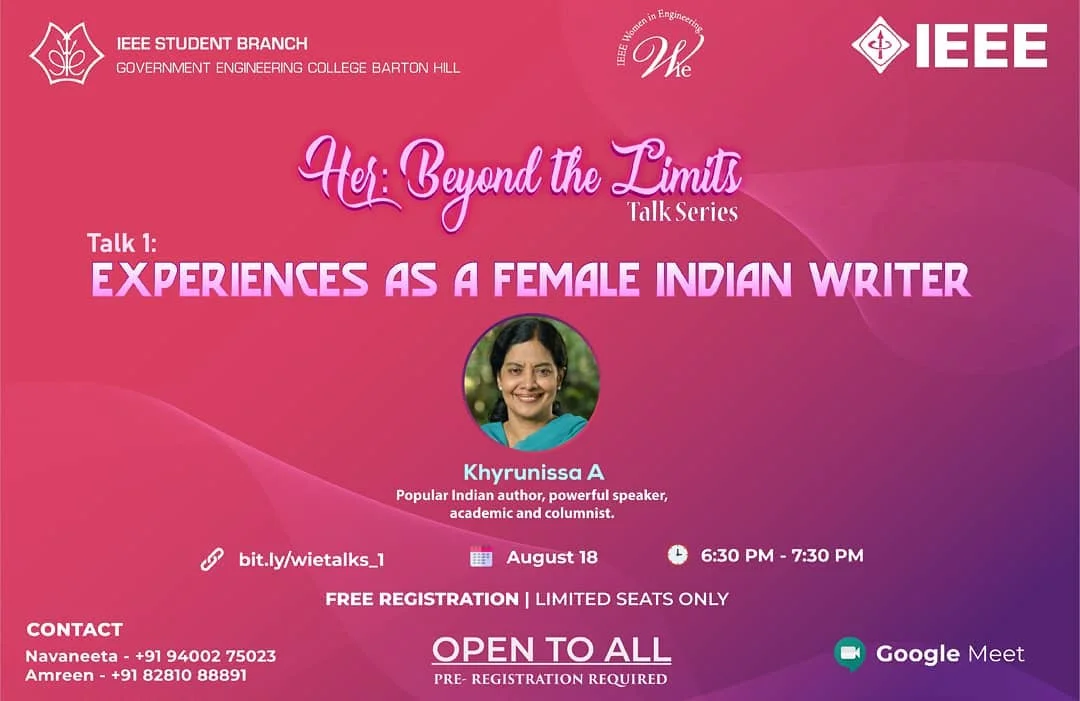 IEEE STUDENT BRANCH
GOVERNMENT ENGINEERING COLLEGE BARTON HILL
IEEE Women in Engineering
Wie
IEEE
Her: Beyond the Limits
Talk Series
Talk 1:
EXPERIENCES AS A FEMALE INDIAN WRITER
Khyrunissa A
Popular Indian author, powerful speaker,
academic and columnist.
bit.ly/wietalks_1
August 18
6:30 PM - 7:30 PM
FREE REGISTRATION | LIMITED SEATS ONLY
CONTACT
Navaneeta - +91 94002 75023
Amreen - +91 82810 88891
OPEN TO ALL
PRE- REGISTRATION REQUIRED
Google Meet